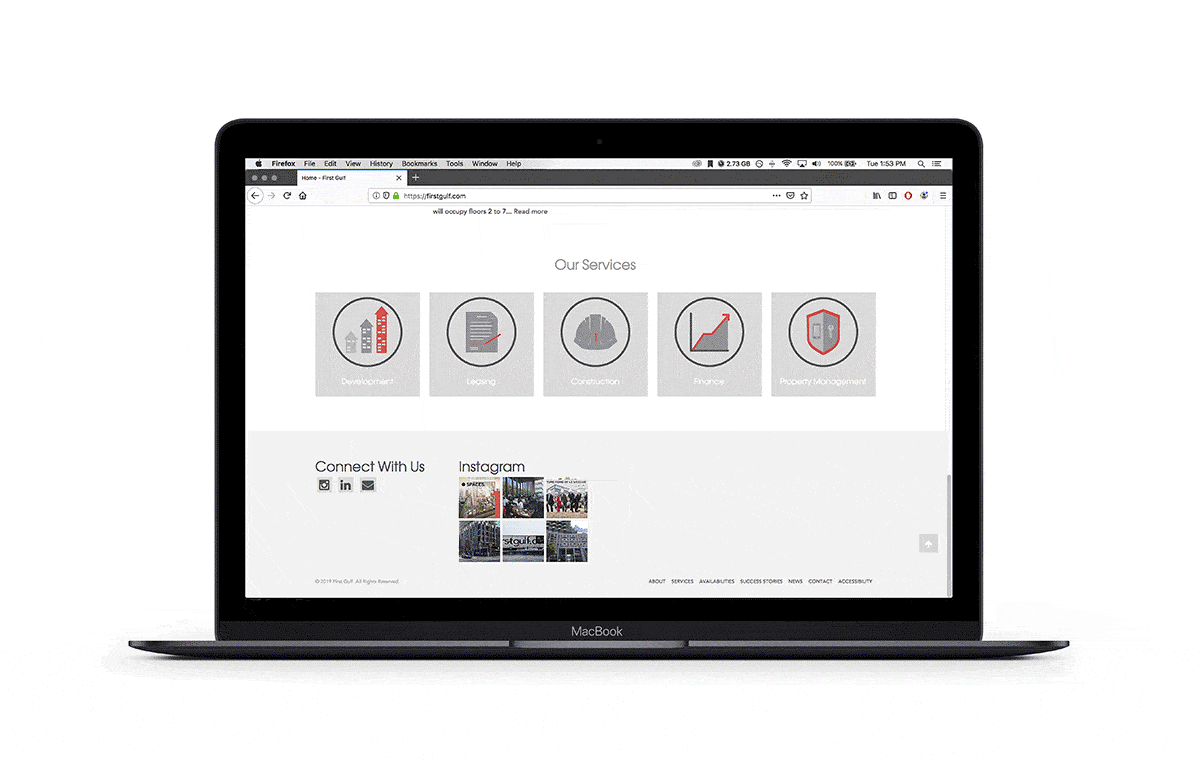 Firefox File Edit View History Bookmarks Tools Window Help 2.73 GB 100% Tue 1:53 PM
Home - First Gulf
https://firstgulf.com
will occupy floors 2 to 7... Read more
Our Services
Development Leasing Construction Finance Property Management
Connect With Us Instagram
in
SPACES.
stgulf.c
© 2019 First Gulf. All Rights Reserved.
ABOUT SERVICES AVAILABILITIES SUCCESS STORIES NEWS CONTACT ACCESSIBILITY
MacBook